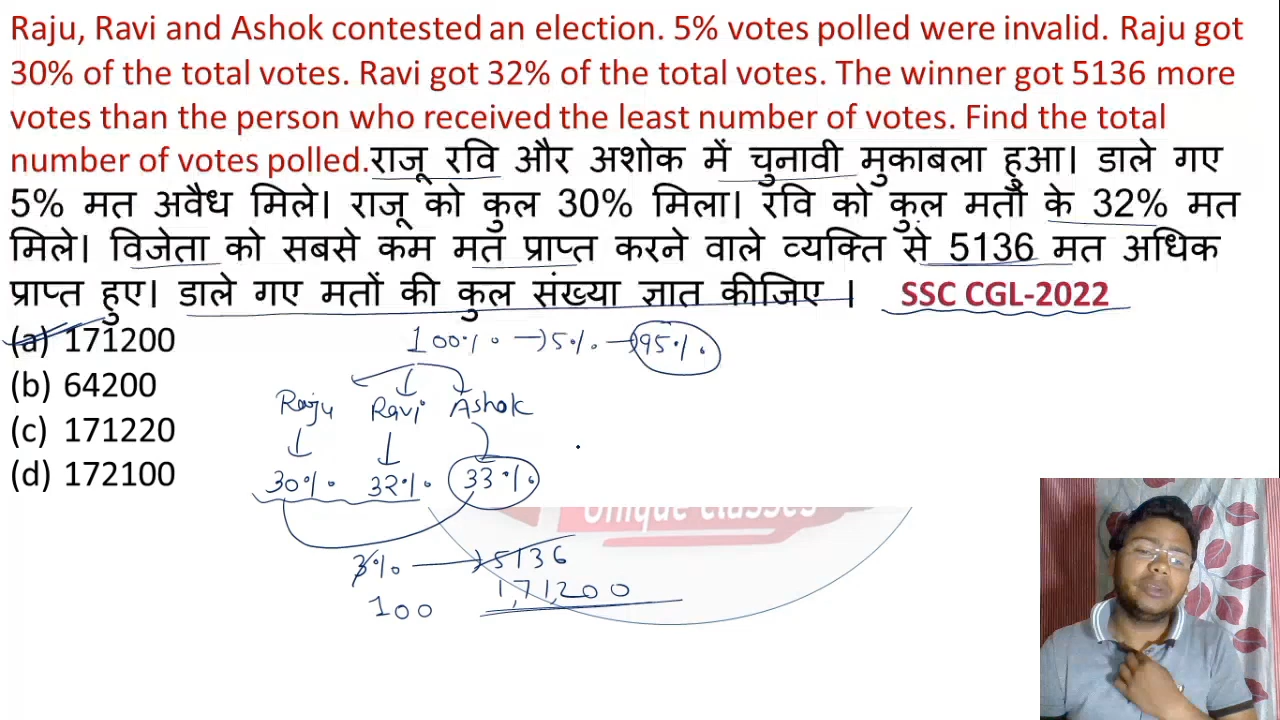 Raju, Ravi and Ashok contested an election. 5% votes polled were invalid. Raju got
30% of the total votes. Ravi got 32% of the total votes. The winner got 5136 more
votes than the person who received the least number of votes. Find the total
number of votes polled.राजू रवि और अशोक में चुनावी मुकाबला हुआ। डाले गए
5% मत अवैध मिले। राजू को कुल 30% मिला। रवि को कुल मतों के 32% मत
मिले। विजेता को सबसे कम मत प्राप्त करने वाले व्यक्ति से 5136 मत अधिक
प्राप्त हुए। डाले गए मतों की कुल संख्या ज्ञात कीजिए । SSC CGL-2022
(a) 171200
100% → 5% → 95%
(b) 64200
Raju Ravi Ashok
(c) 171220
(d) 172100
30% 32% 33%
Unique classes
3% → 5136
100 1,71,200